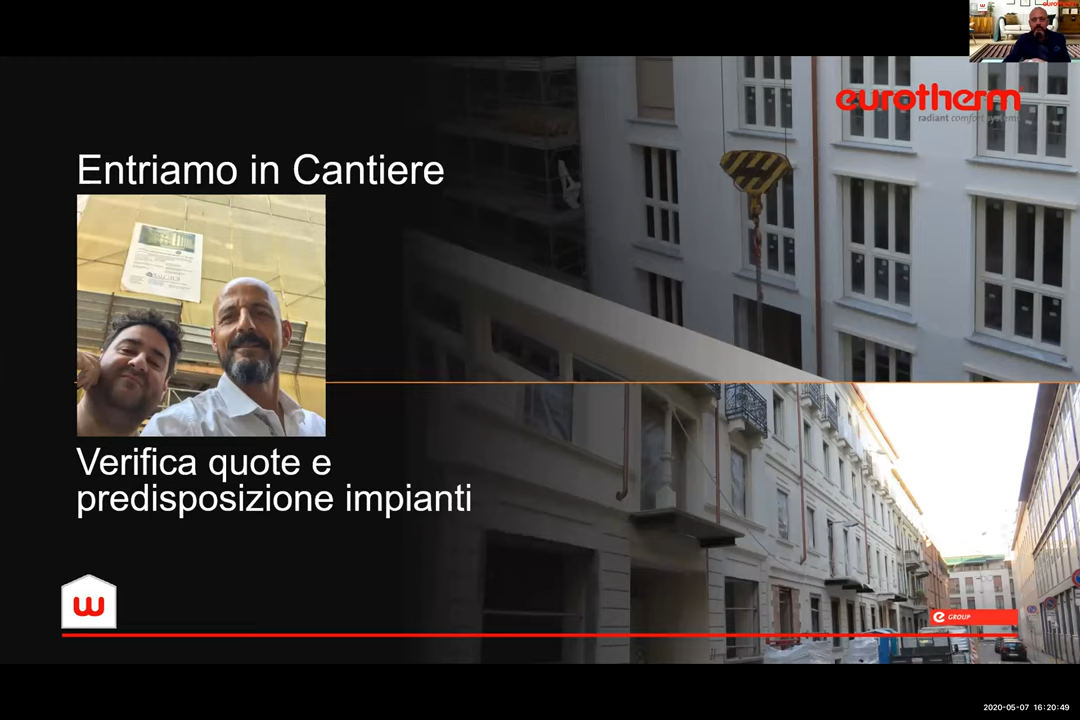 eurotherm
radiant comfort systems
Entriamo in Cantiere
Verifica quote e
predisposizione impianti
w
e GROUP
2020-05-07 16:20:49